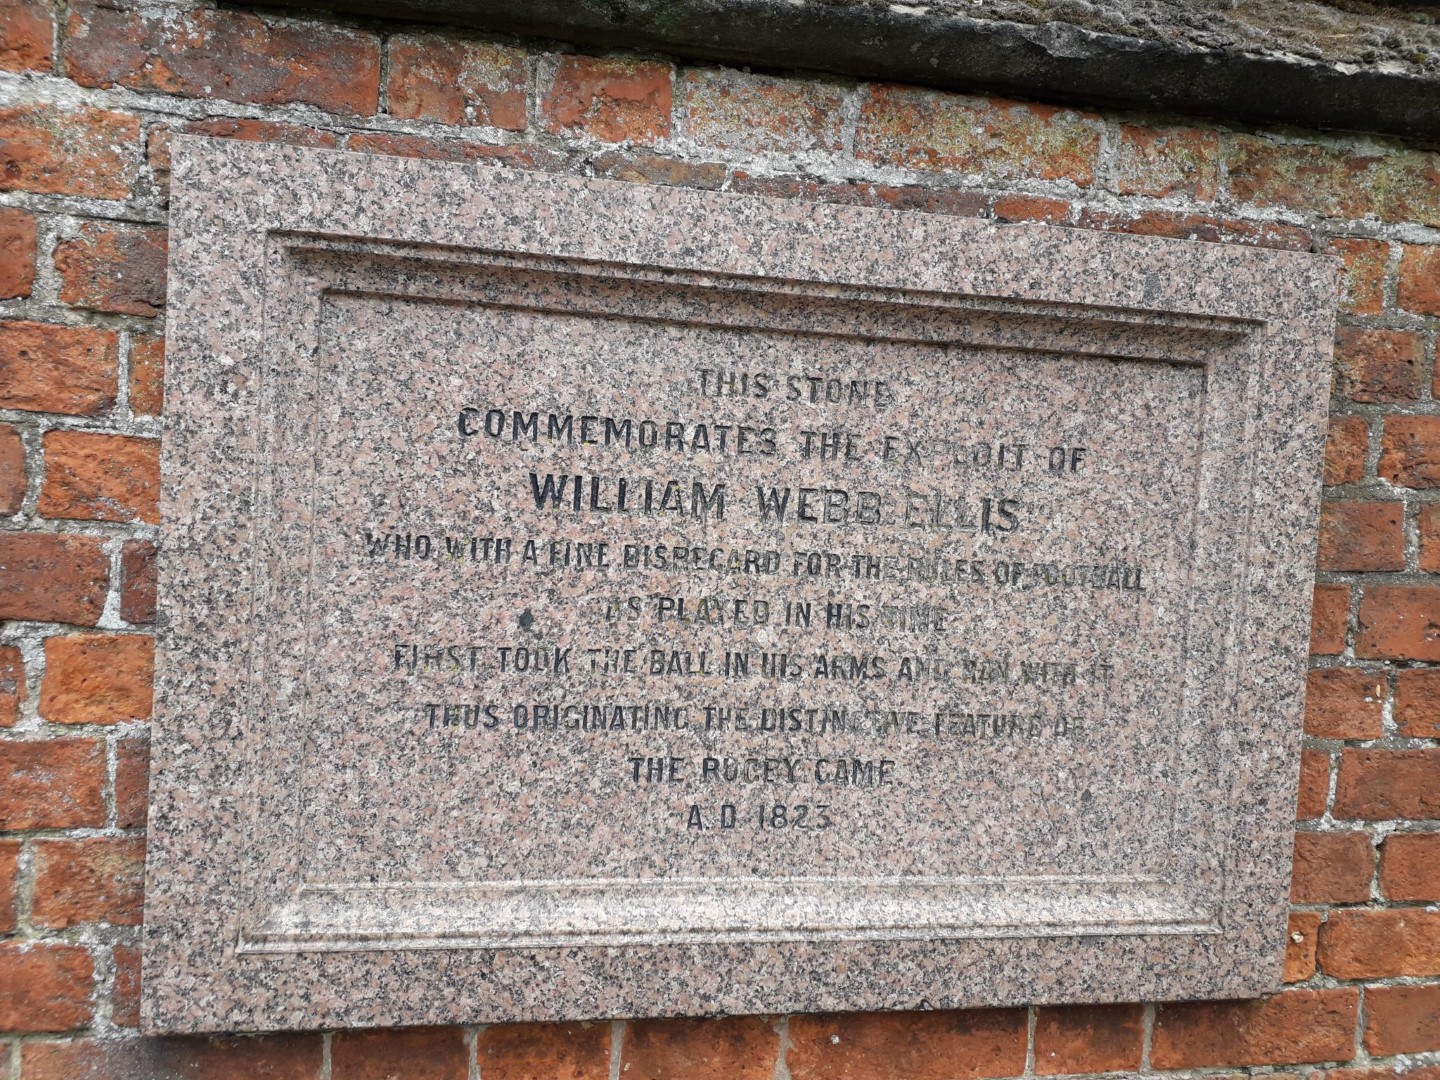 THIS STONE
COMMEMORATES THE EXPLOIT OF
WILLIAM WEBB ELLIS
WHO WITH A FINE DISREGARD FOR THE RULES OF FOOTBALL
AS PLAYED IN HIS TIME
FIRST TOOK THE BALL IN HIS ARMS AND RAN WITH IT
THUS ORIGINATING THE DISTINCTIVE FEATURE OF
THE RUGBY GAME
A.D. 1823